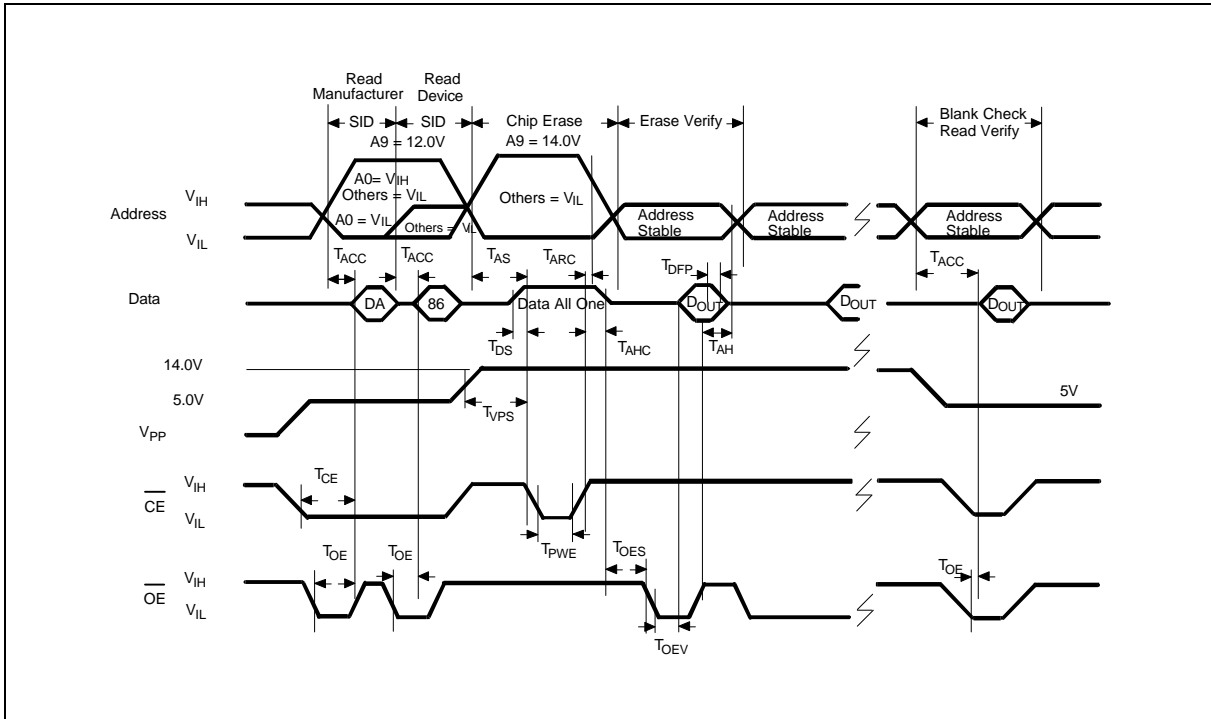 Read Manufacturer
SID
Read Device
SID
Chip Erase
Erase Verify
Blank Check
Read Verify
A9 = 12.0V
A9 = 14.0V
Address
VIH
VIL
A0= VIH
Others = VIL
A0 = VIL
Others = VIL
Others = VIL
Address Stable
Address Stable
Address Stable
TACC
TACC
TAS
TARC
TDFP
TACC
Data
DA
86
Data All One
DOUT
DOUT
DOUT
TDS
TAHC
TAH
14.0V
5.0V
VPP
TVPS
5V
CE
VIH
VIL
TCE
TPWE
OE
VIH
VIL
TOE
TOE
TOES
TOEV
TOE